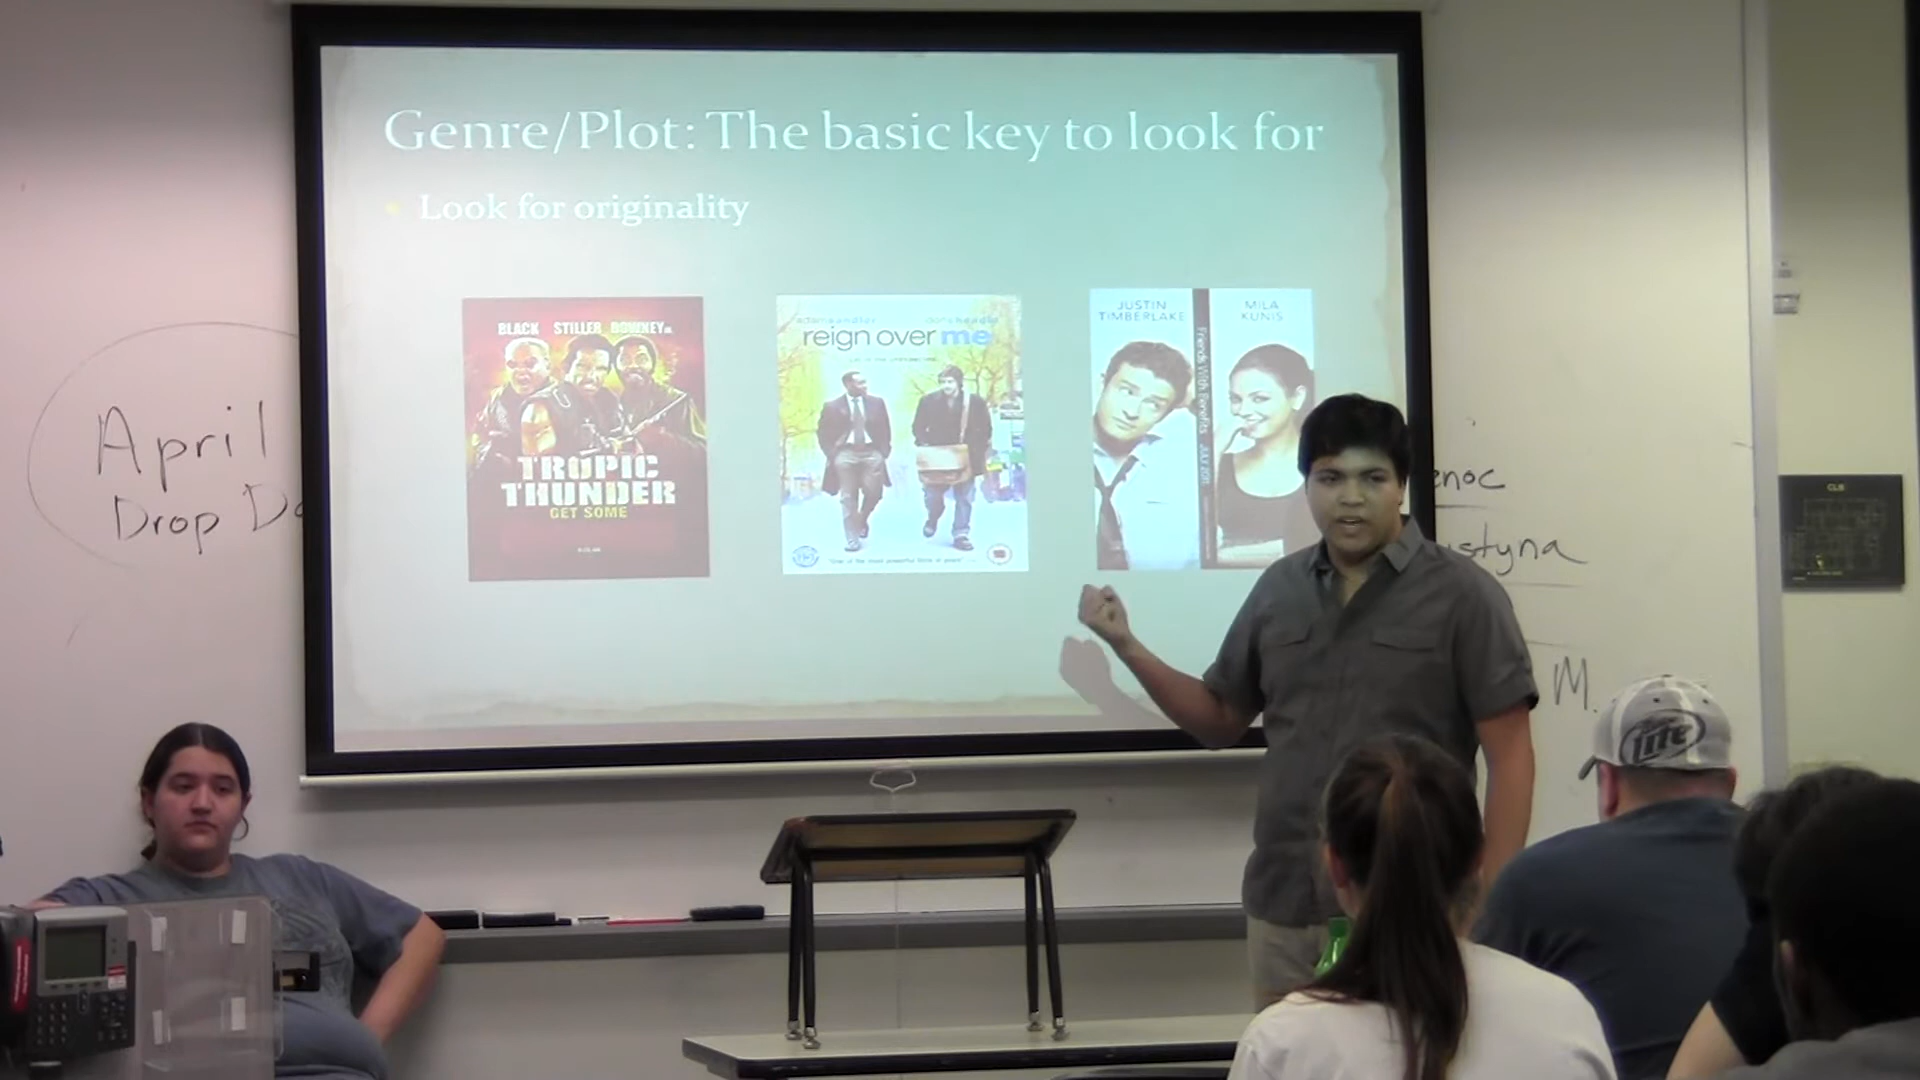 Genre/Plot: The basic key to look for
Look for originality
BLACK STILLER DOWNEY JR.
TROPIC
THUNDER
GET SOME
reign over me
JUSTIN
TIMBERLAKE
MILA
KUNIS
Friends With Benefits
April
Drop
enoc
styna
M.
Lite